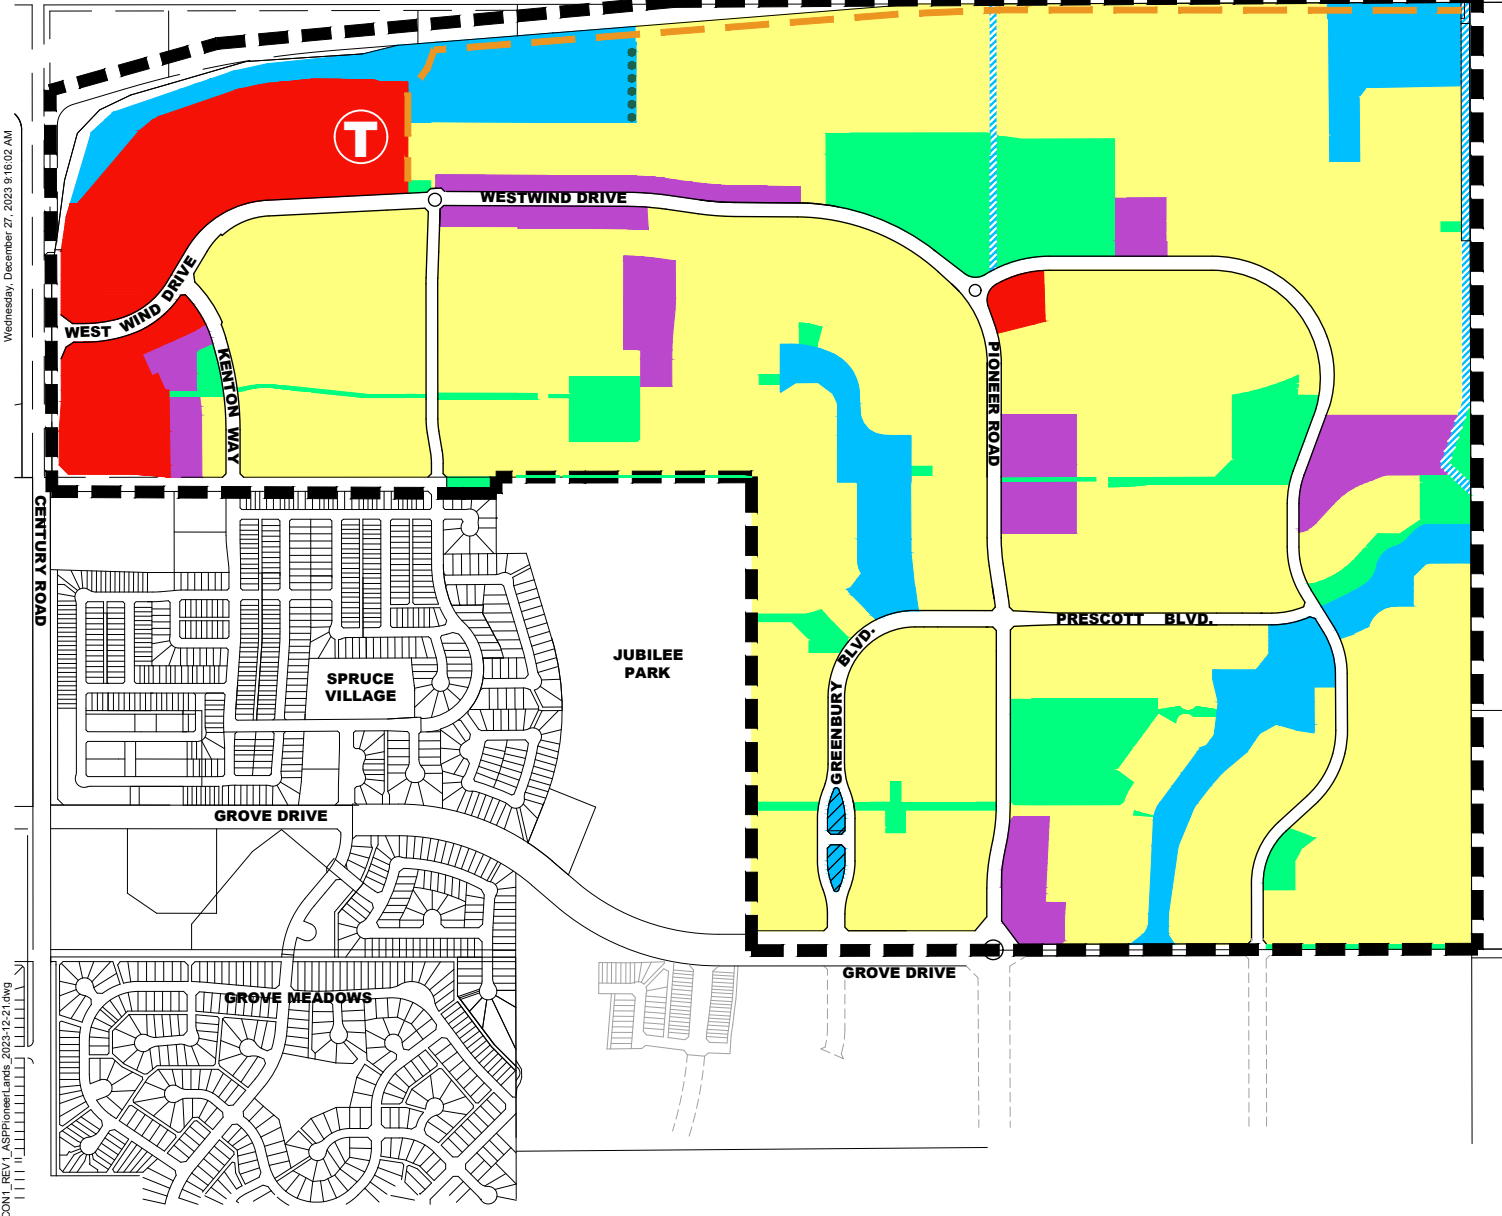 Wednesday, December 27, 2023 9:16:02 AM
T
WESTWIND DRIVE
WEST WIND DRIVE
KENTON WAY
PIONEER ROAD
CENTURY ROAD
PRESCOTT BLVD.
GREENBURY BLVD.
JUBILEE
PARK
SPRUCE
VILLAGE
GROVE DRIVE
GROVE DRIVE
GROVE MEADOWS
CON1_REV1_ASPPioneerLands_2023-12-21.dwg